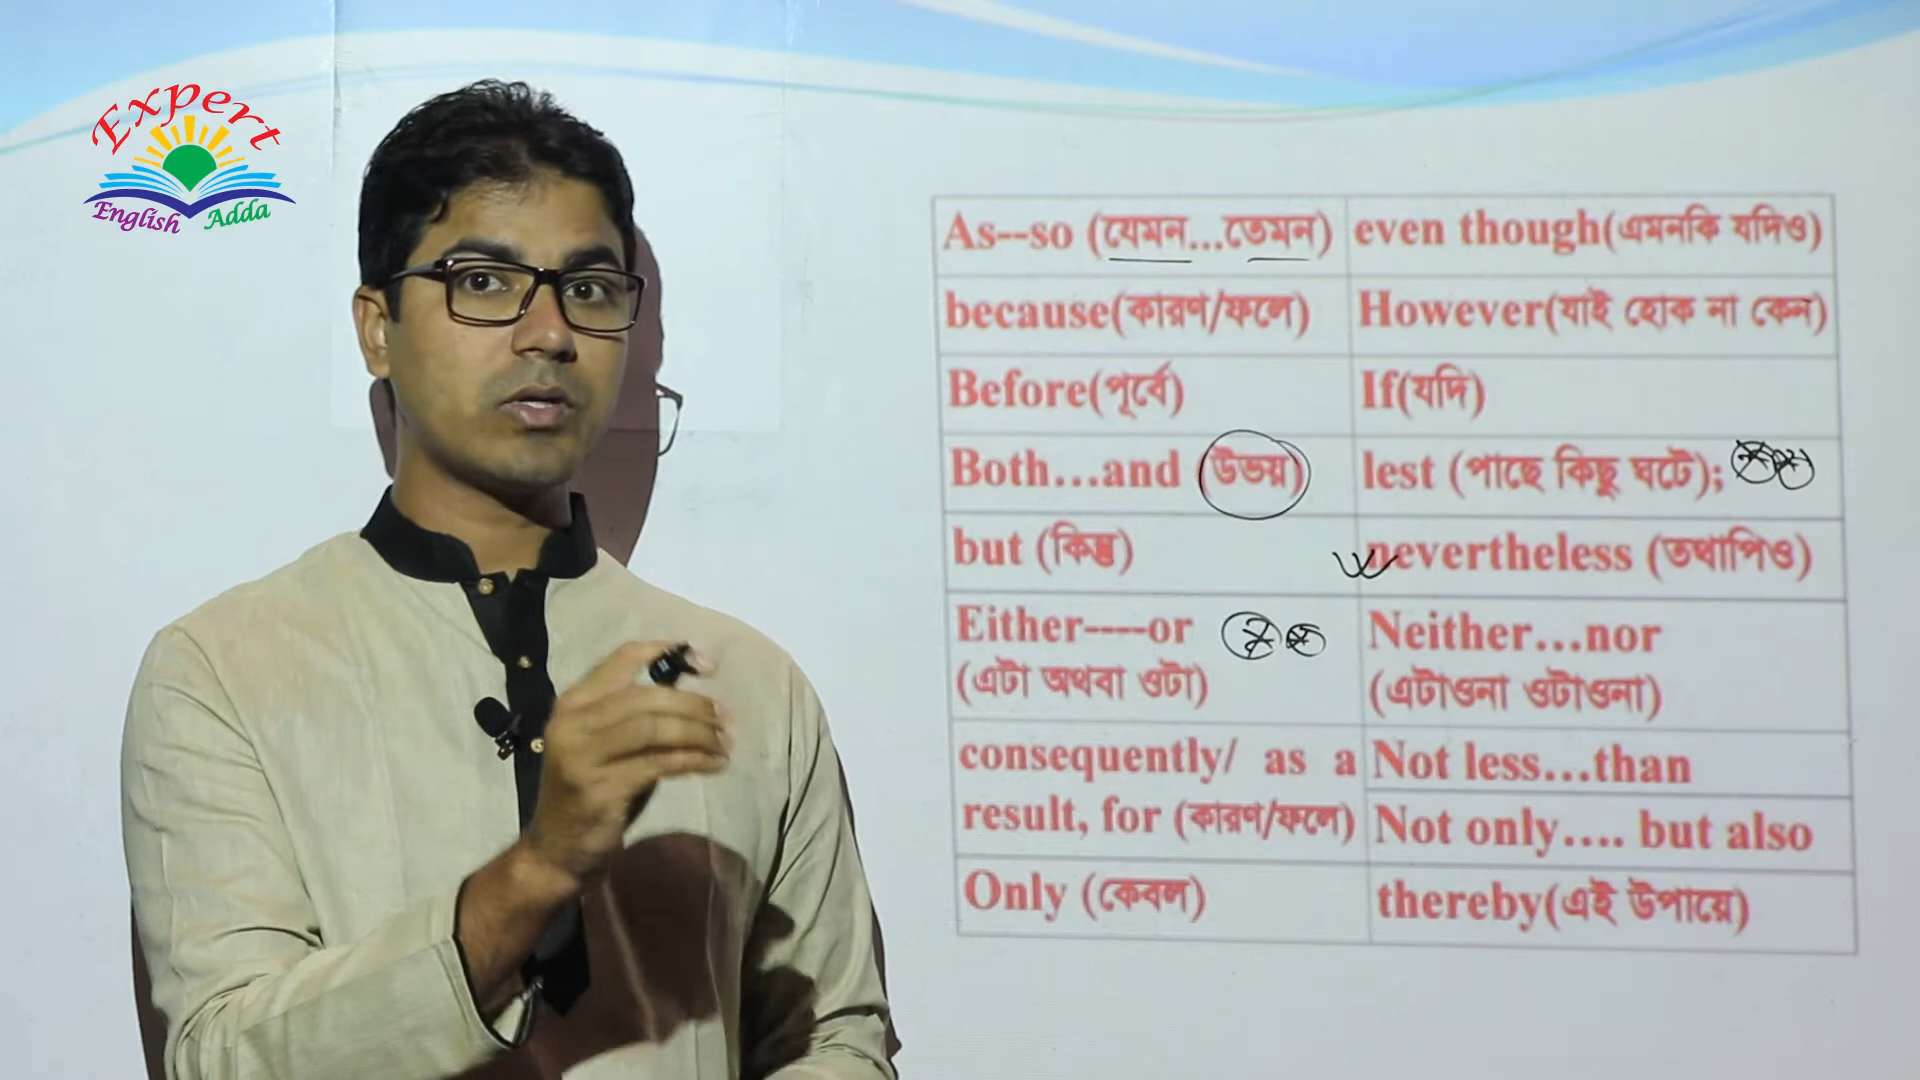 Expert
English Adda
As--so (যেমন...তেমন)
even though(এমনকি যদিও)
because(কারণ/ফলে)
However(যাই হোক না কেন)
Before(পূর্বে)
If(যদি)
Both...and (উভয়)
lest (পাছে কিছু ঘটে);
but (কিন্তু)
nevertheless (তথাপিও)
Either----or
(এটা অথবা ওটা)
Neither...nor
(এটাওনা ওটাওনা)
consequently/ as a
result, for (কারণ/ফলে)
Not less...than
Not only.... but also
Only (কেবল)
thereby(এই উপায়ে)